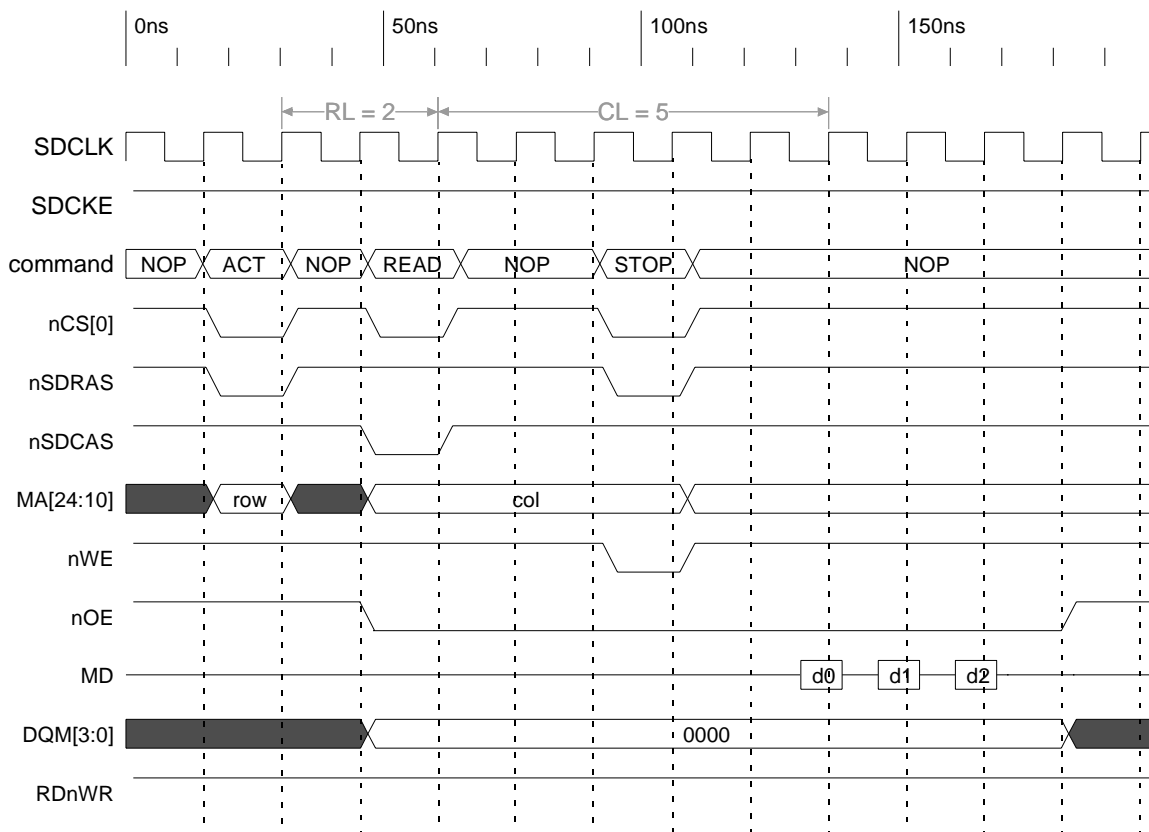 0ns 50ns 100ns 150ns
RL = 2 CL = 5
SDCLK
SDCKE
command NOP ACT NOP READ NOP STOP NOP
nCS[0]
nSDRAS
nSDCAS
MA[24:10] row col
nWE
nOE
MD d0 d1 d2
DQM[3:0] 0000
RDnWR